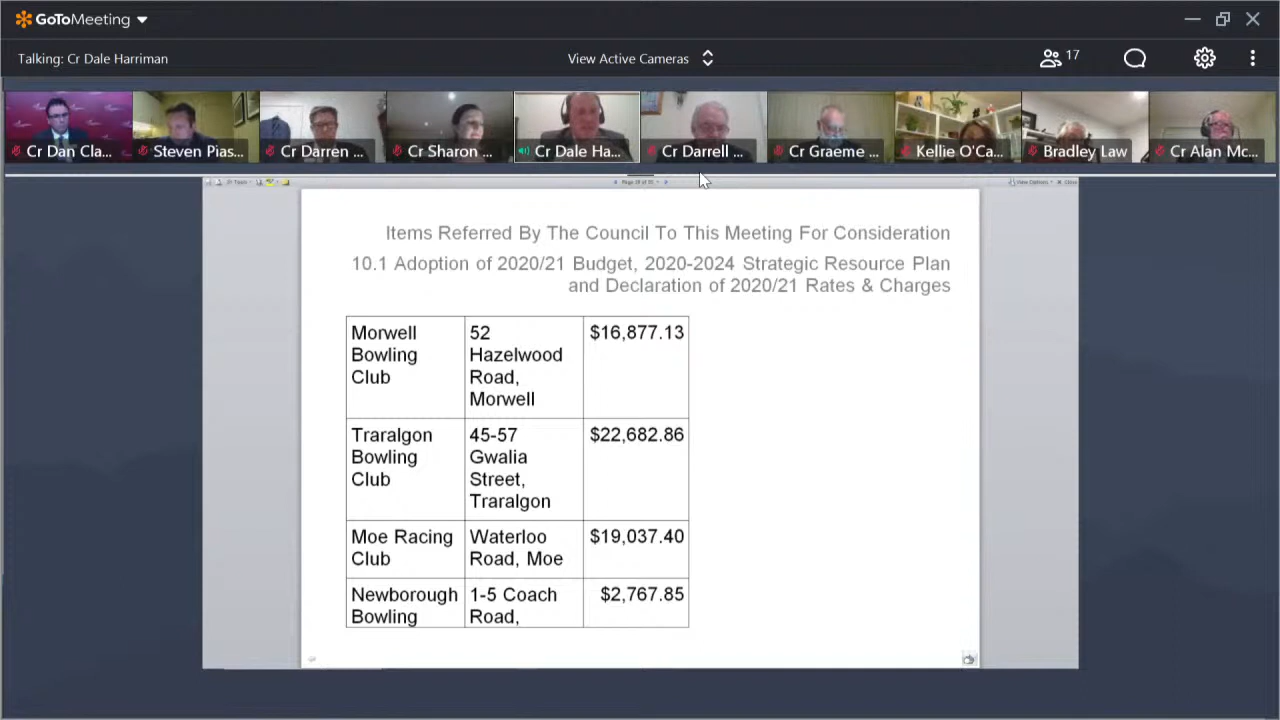 GoToMeeting
Talking: Cr Dale Harriman
View Active Cameras
17
Cr Dan Cla...
Steven Pias...
Cr Darren ...
Cr Sharon ...
Cr Dale Ha...
Cr Darrell ...
Cr Graeme ...
Kellie O'Ca...
Bradley Law
Cr Alan Mc...
Items Referred By The Council To This Meeting For Consideration
10.1 Adoption of 2020/21 Budget, 2020-2024 Strategic Resource Plan
and Declaration of 2020/21 Rates & Charges
Morwell
Bowling
Club
52
Hazelwood
Road,
Morwell
$16,877.13
Traralgon
Bowling
Club
45-57
Gwalia
Street,
Traralgon
$22,682.86
Moe Racing
Club
Waterloo
Road, Moe
$19,037.40
Newborough
Bowling
1-5 Coach
Road,
$2,767.85